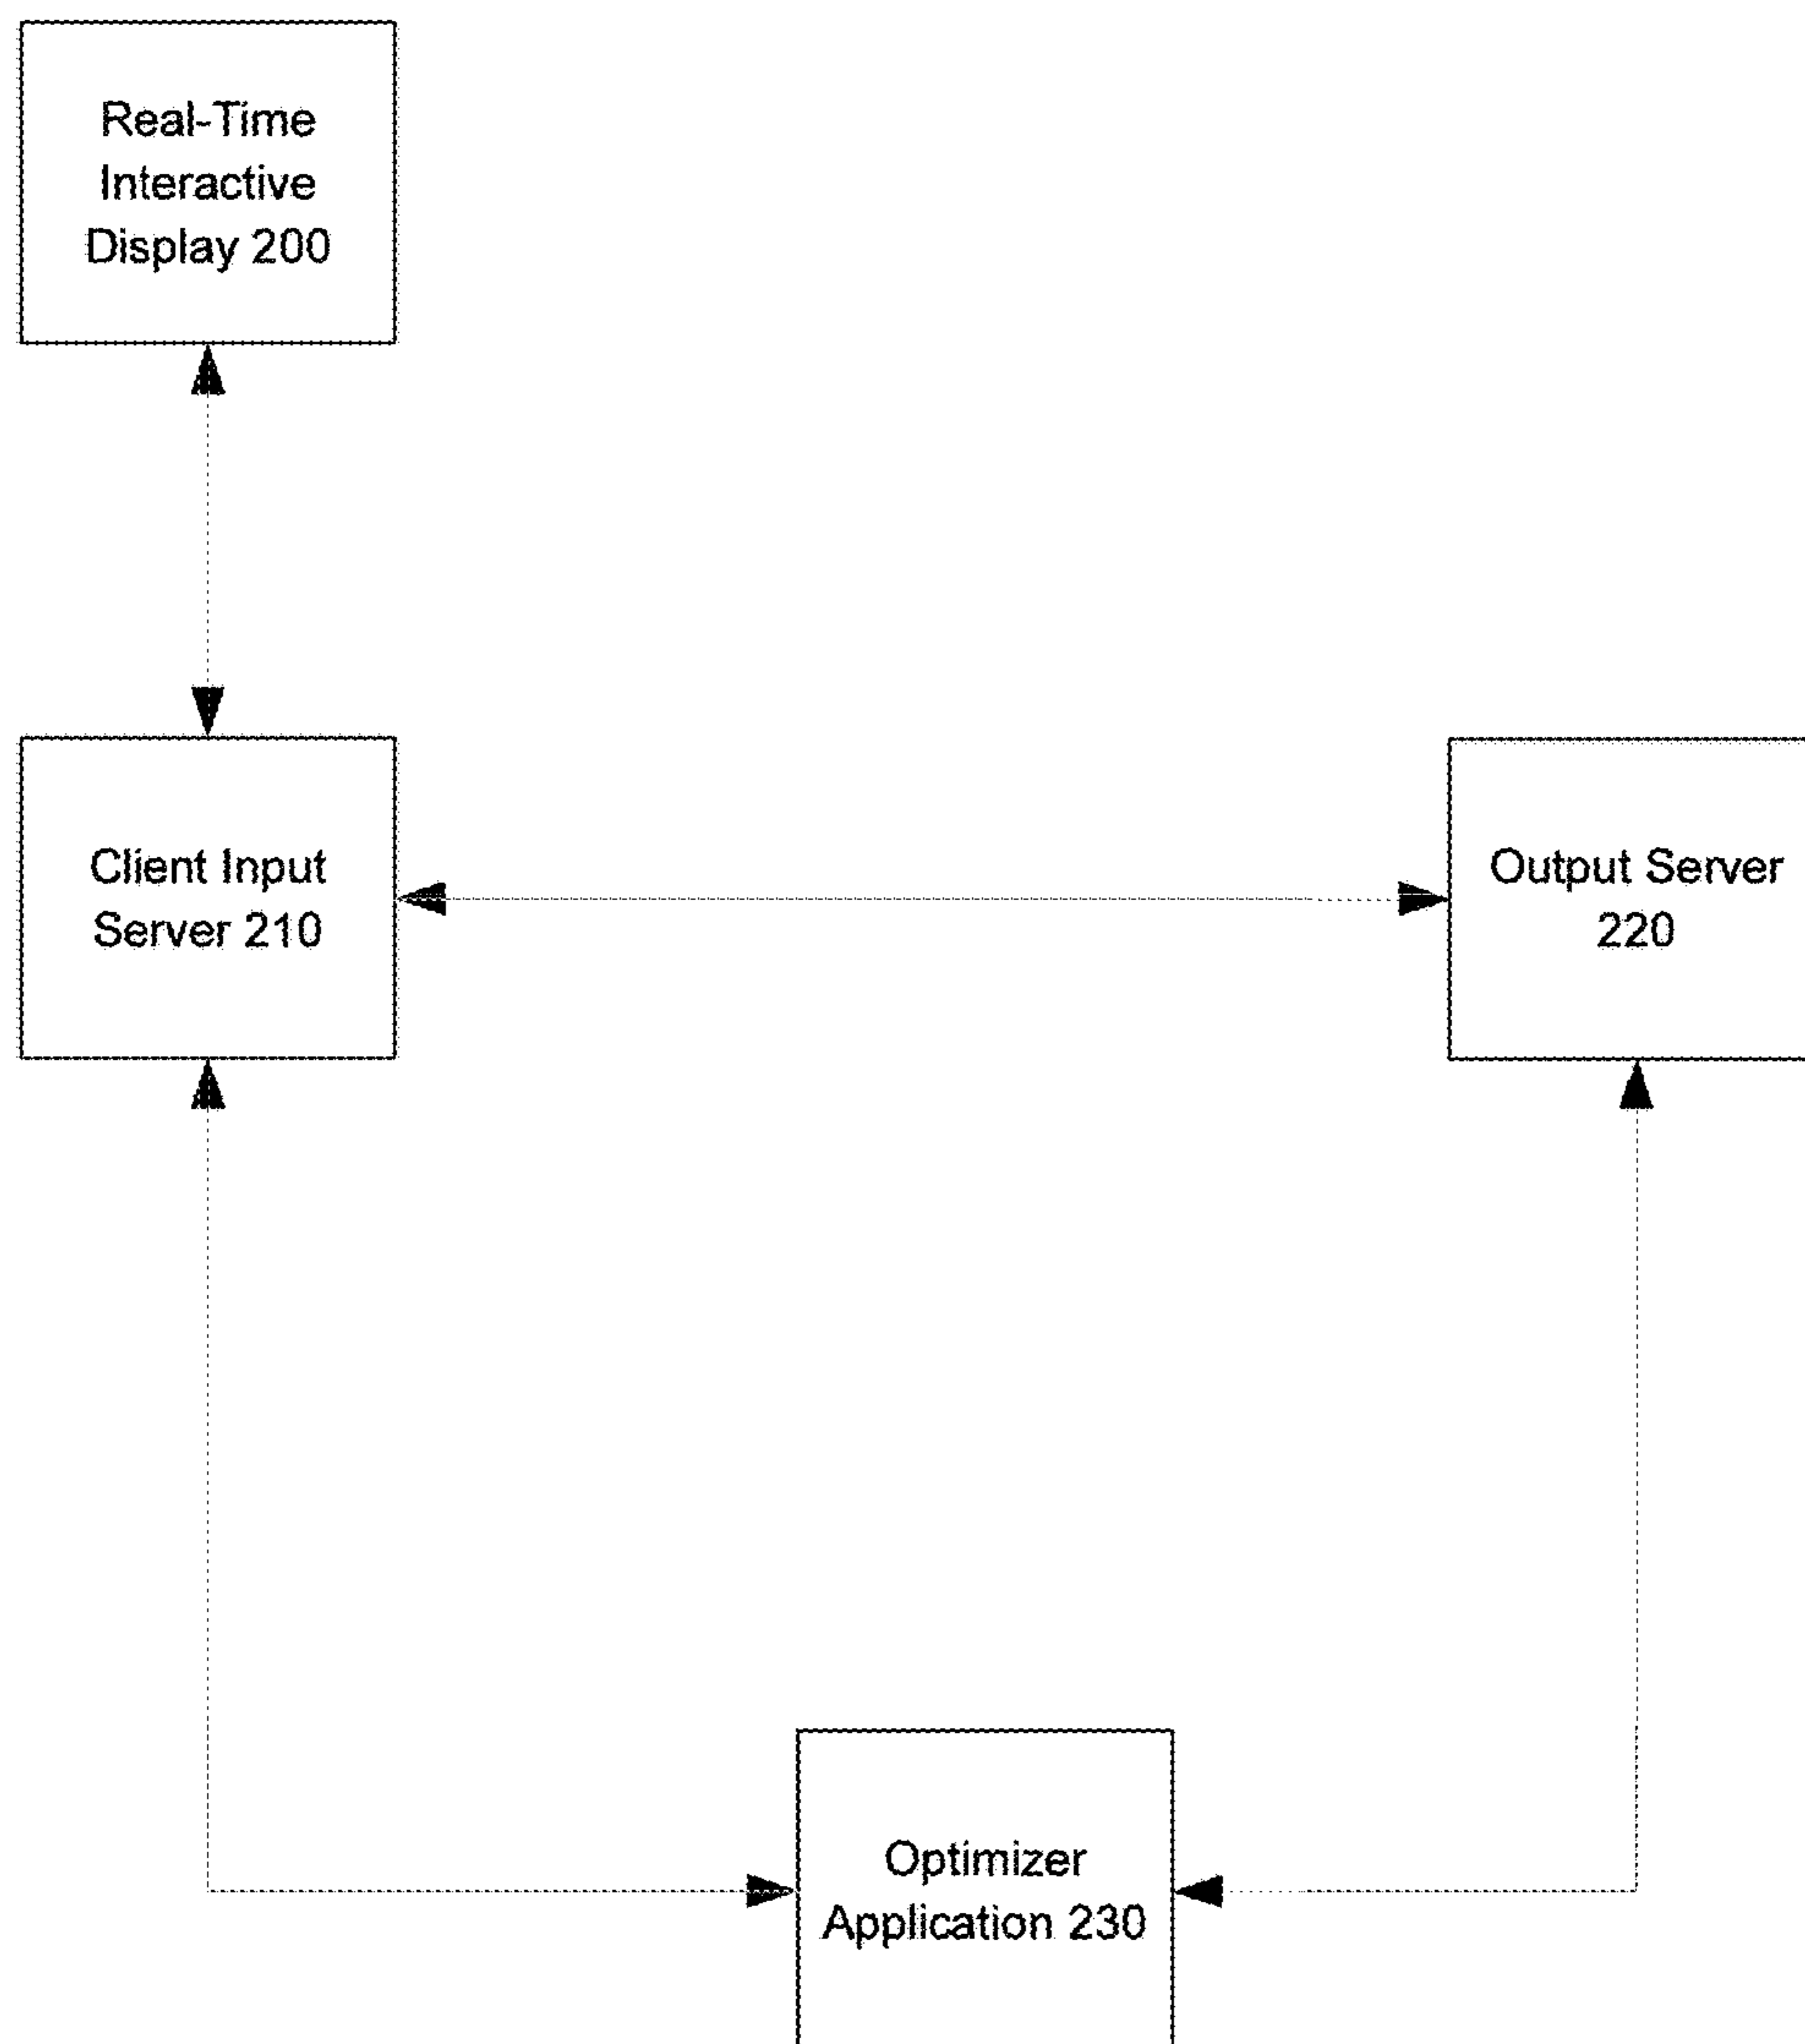 Real-Time
Interactive
Display 200
Client Input
Server 210
Output Server
220
Optimizer
Application 230